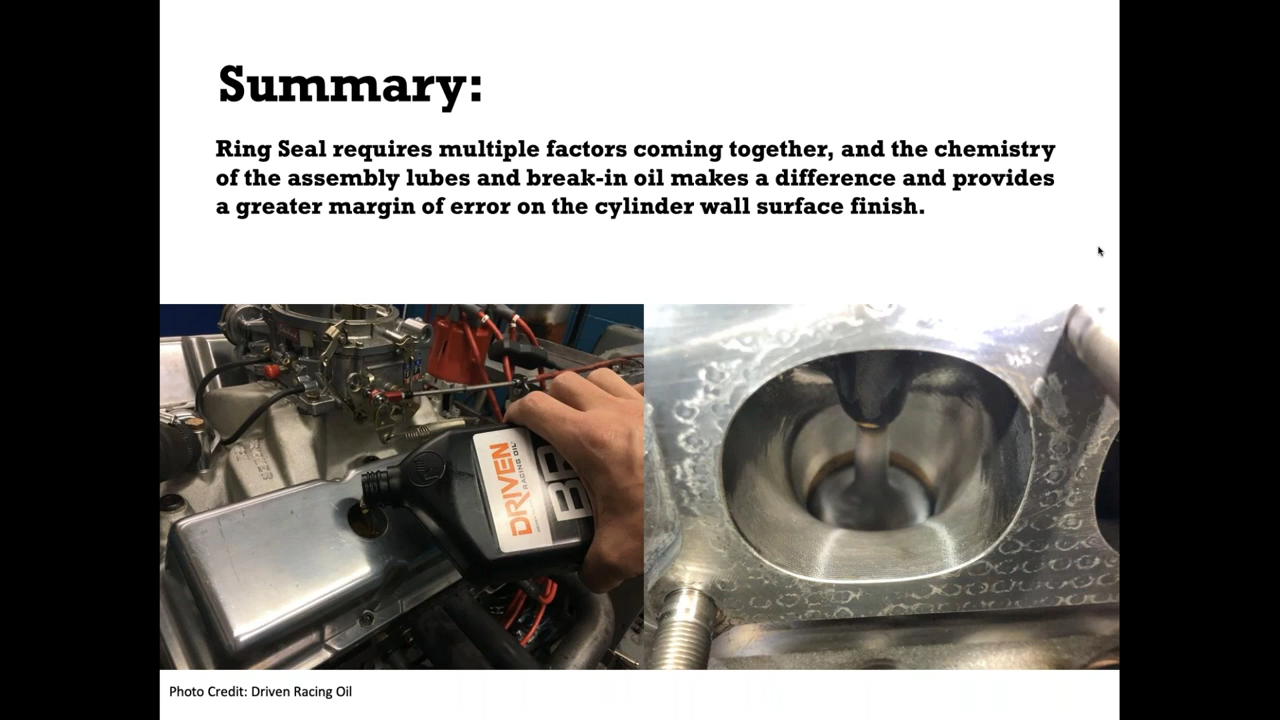 Summary:
Ring Seal requires multiple factors coming together, and the chemistry
of the assembly lubes and break-in oil makes a difference and provides
a greater margin of error on the cylinder wall surface finish.
DRIVEN
RACING OIL
Photo Credit: Driven Racing Oil